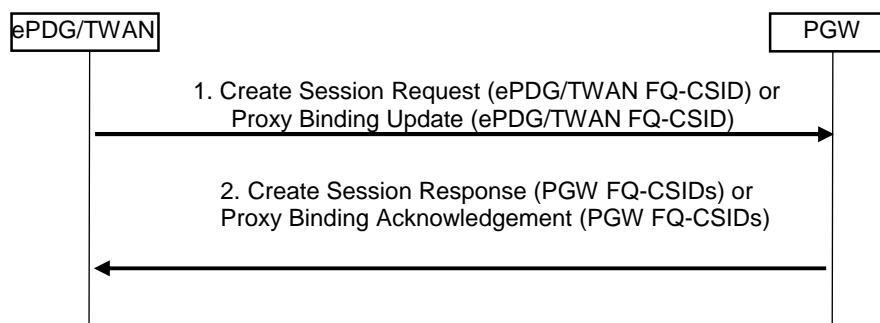 ePDG/TWAN
PGW
1. Create Session Request (ePDG/TWAN FQ-CSID) or
Proxy Binding Update (ePDG/TWAN FQ-CSID)
2. Create Session Response (PGW FQ-CSIDs) or
Proxy Binding Acknowledgement (PGW FQ-CSIDs)